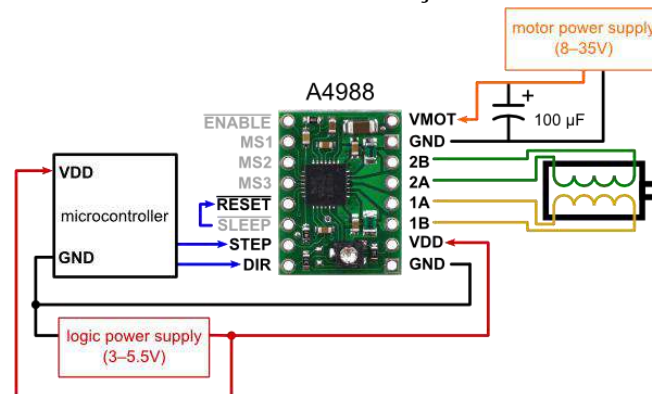 motor power supply
(8–35V)
A4988
ENABLE
VMOT
+
100 µF
MS1
GND
MS2
2B
VDD
MS3
2A
microcontroller
RESET
1A
SLEEP
1B
GND
STEP
VDD
DIR
GND
logic power supply
(3–5.5V)